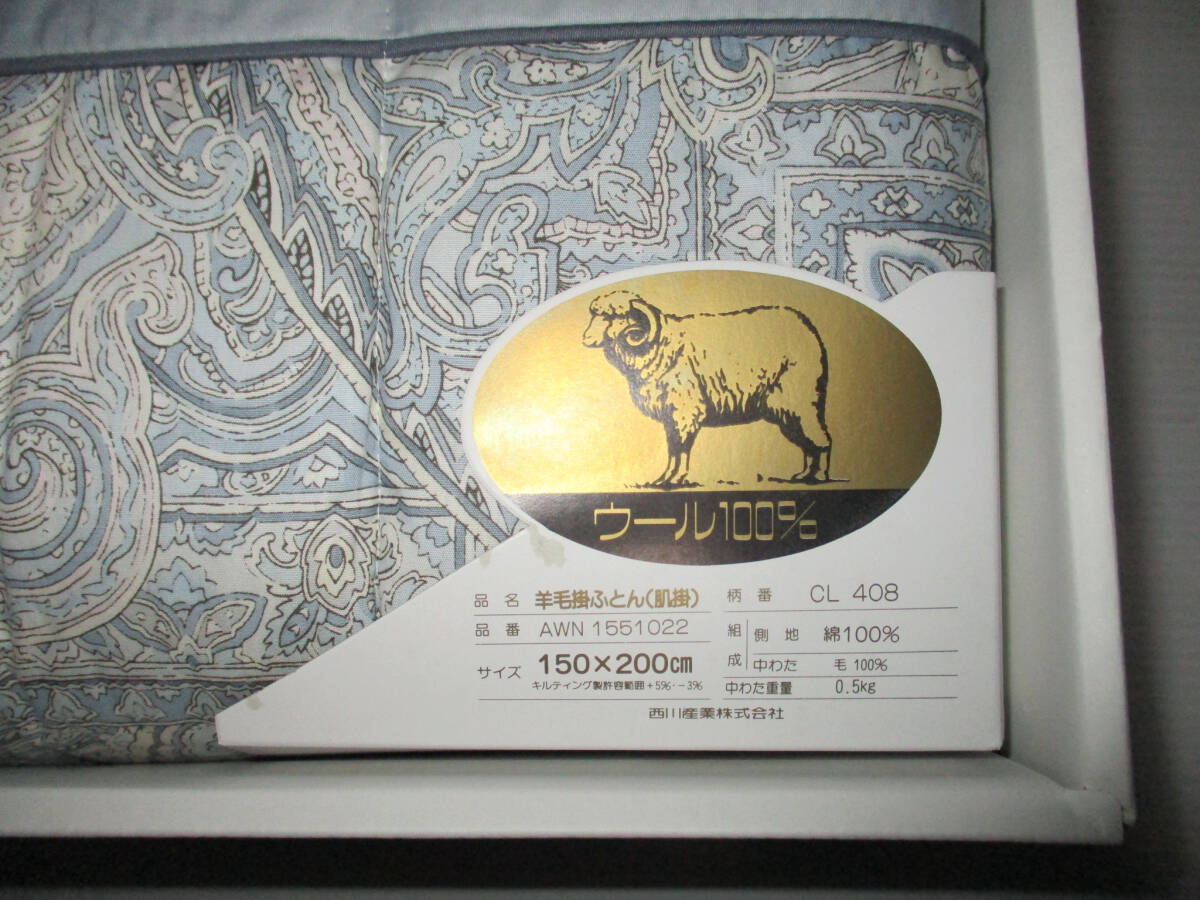 ウール100%
品名 羊毛掛ふとん(肌掛)
品番 AWN 1551022
サイズ 150×200cm
キルティング製許容範囲+5%・-3%
柄番 CL 408
組成 側地 綿100%
中わた 毛 100%
中わた重量 0.5kg
西川産業株式会社